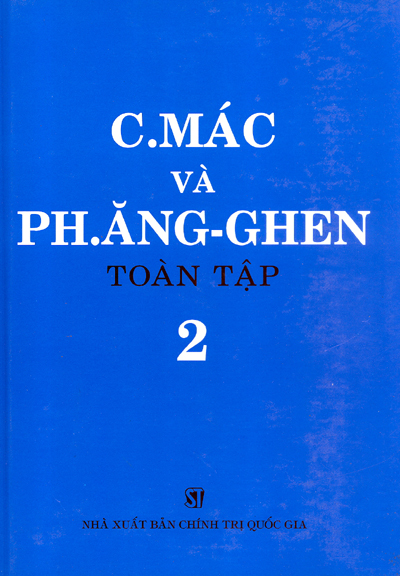 C.MÁC
VÀ
PH.ĂNG-GHEN
TOÀN TẬP
2
ST
NHÀ XUẤT BẢN CHÍNH TRỊ QUỐC GIA